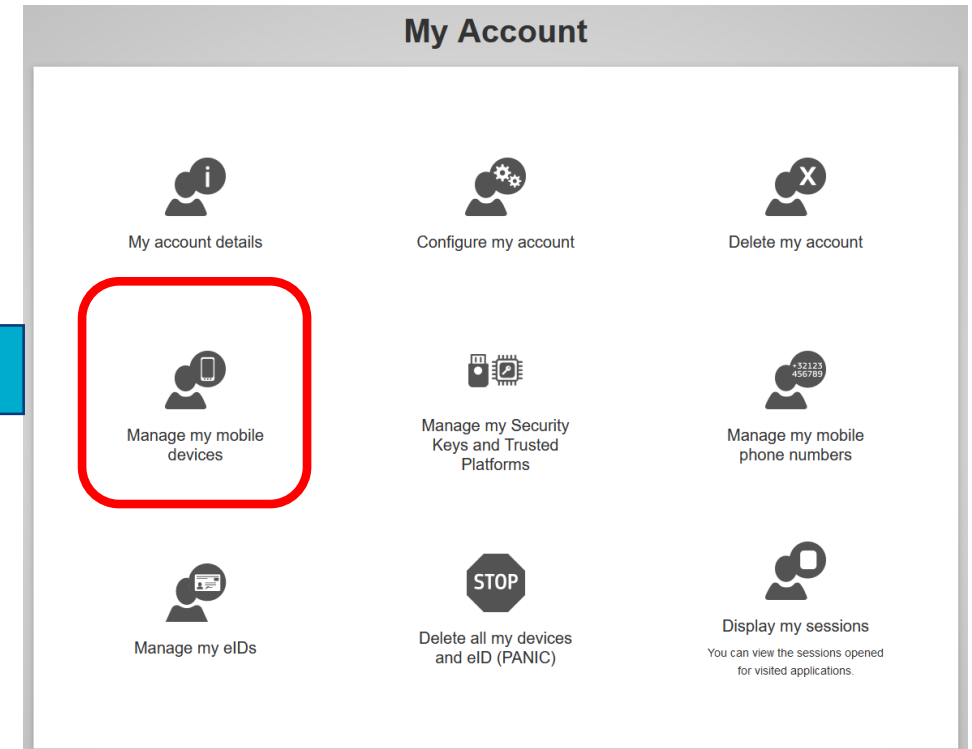 My Account
i
X
My account details
Configure my account
Delete my account
+32123
456789
Manage my mobile
devices
Manage my Security
Keys and Trusted
Platforms
Manage my mobile
phone numbers
STOP
Manage my eIDs
Delete all my devices
and eID (PANIC)
Display my sessions
You can view the sessions opened
for visited applications.